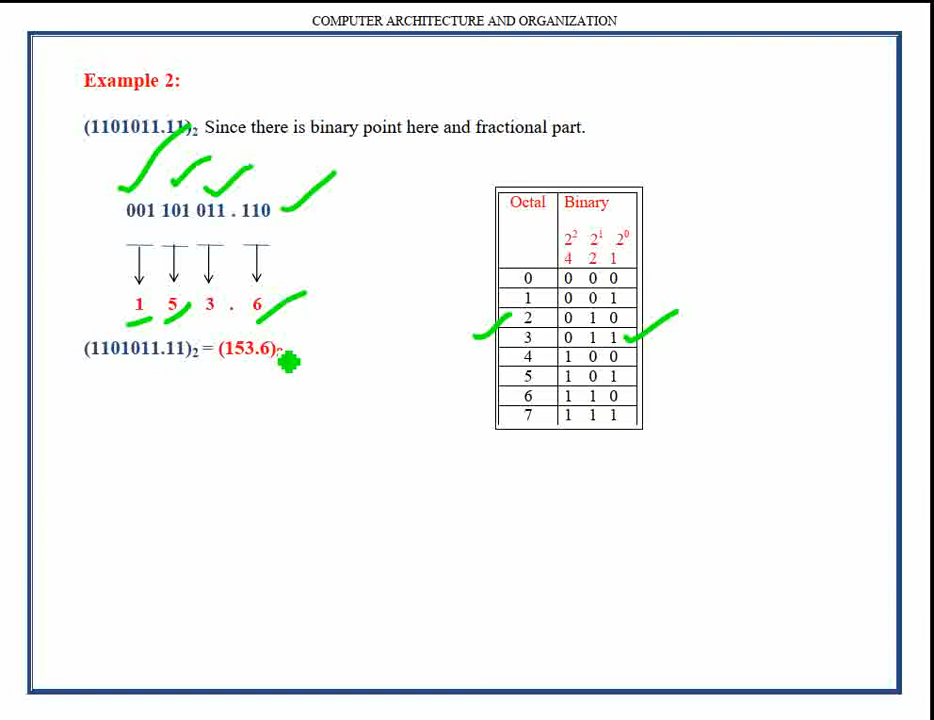 COMPUTER ARCHITECTURE AND ORGANIZATION
Example 2:
(1101011.11)₂ Since there is binary point here and fractional part.
001 101 011 . 110
1 5 3 . 6
(1101011.11)₂ = (153.6)
Octal Binary
2² 2¹ 2⁰
4 2 1
0 0 0 0
1 0 0 1
2 0 1 0
3 0 1 1
4 1 0 0
5 1 0 1
6 1 1 0
7 1 1 1